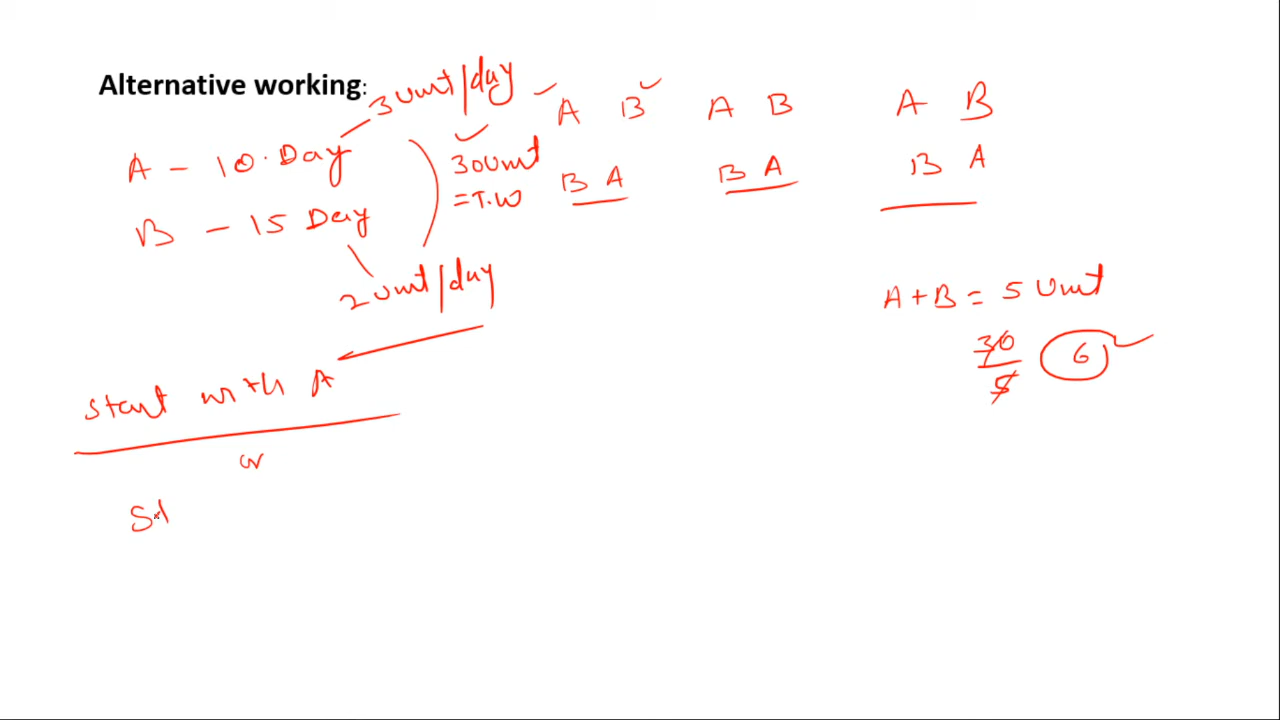 Alternative working:
3 Unit/day
A - 10 Day
B - 15 Day
2 Unit/day
30 Unit
= T.W
A B A B A B
B A B A B A
A + B = 5 Unit
30
5
6
start with A
or